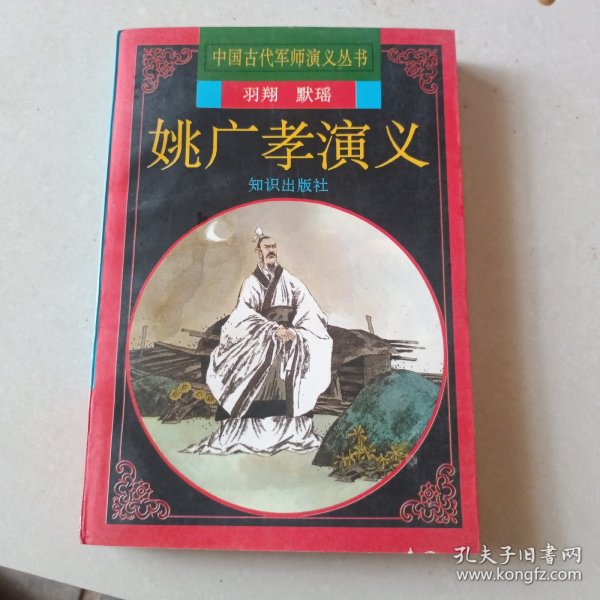 中国古代军师演义丛书
羽翔 默瑶
姚广孝演义
知识出版社
孔夫子旧书网
www.kongfz.com